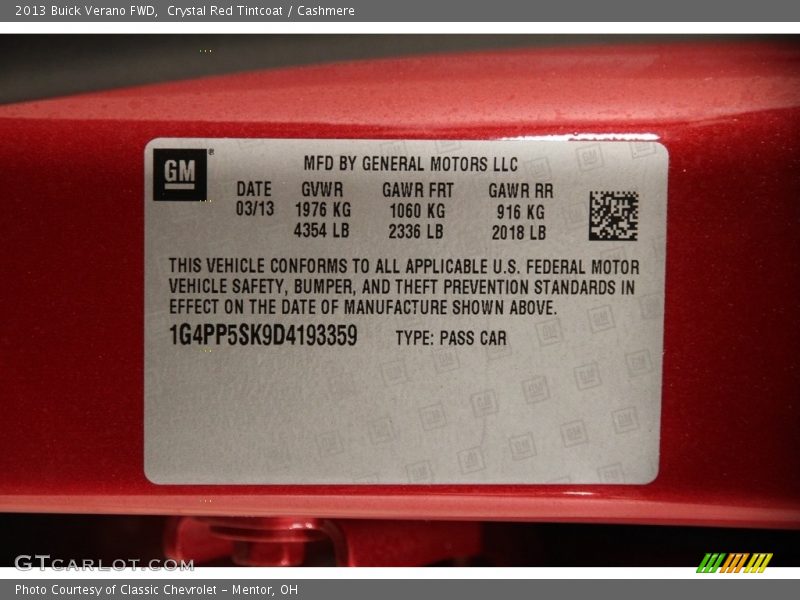 2013 Buick Verano FWD,  Crystal Red Tintcoat / Cashmere
GM®
MFD BY GENERAL MOTORS LLC
DATE GVWR GAWR FRT GAWR RR
03/13 1976 KG 1060 KG 916 KG
4354 LB 2336 LB 2018 LB
THIS VEHICLE CONFORMS TO ALL APPLICABLE U.S. FEDERAL MOTOR
VEHICLE SAFETY, BUMPER, AND THEFT PREVENTION STANDARDS IN
EFFECT ON THE DATE OF MANUFACTURE SHOWN ABOVE.
1G4PP5SK9D4193359 TYPE: PASS CAR
GTCARLOT.COM
Photo Courtesy of Classic Chevrolet - Mentor, OH